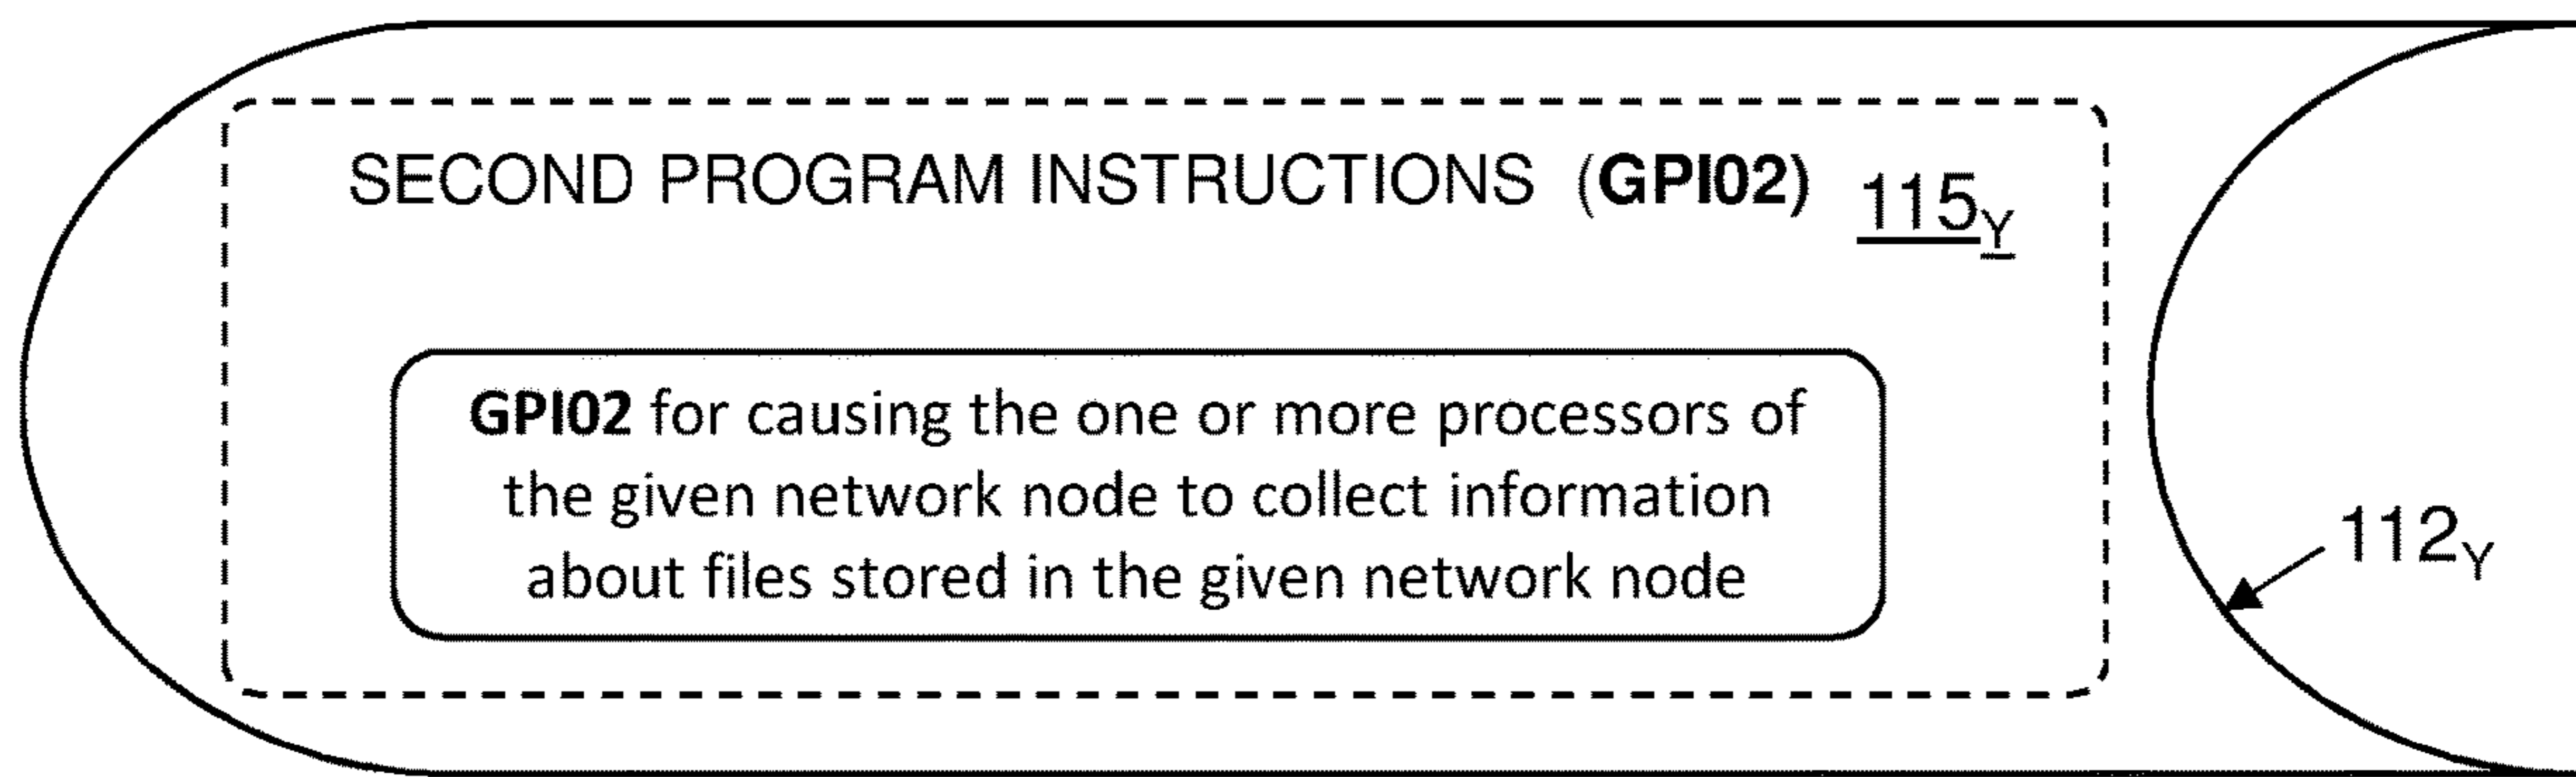 SECOND PROGRAM INSTRUCTIONS (GPI02) 115Y
GPI02 for causing the one or more processors of
the given network node to collect information
about files stored in the given network node
112Y